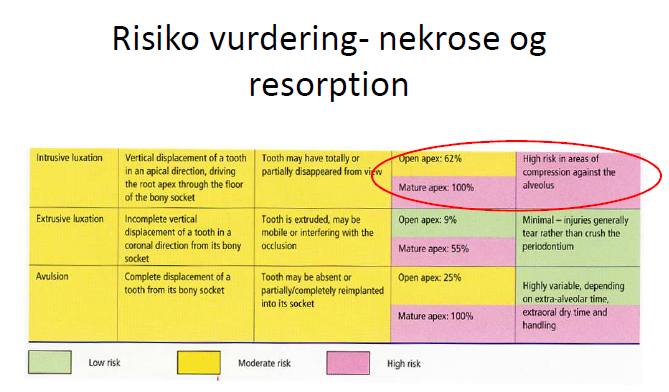 Risiko vurdering- nekrose og
resorption
Intrusive luxation
Vertical displacement of a tooth
in an apical direction, driving
the root apex through the floor
of the bony socket
Tooth may have totally or
partially disappeared from view
Open apex: 62%
Mature apex: 100%
High risk in areas of
compression against the
alveolus
Extrusive luxation
Incomplete vertical
displacement of a tooth in a
coronal direction from its bony
socket
Tooth is extruded, may be
mobile or interfering with the
occlusion
Open apex: 9%
Mature apex: 55%
Minimal – injuries generally
tear rather than crush the
periodontium
Avulsion
Complete displacement of a
tooth from its bony socket
Tooth may be absent or
partially/completely reimplanted
into its socket
Open apex: 25%
Mature apex: 100%
Highly variable, depending
on extra-alveolar time,
extraoral dry time and
handling
Low risk
Moderate risk
High risk